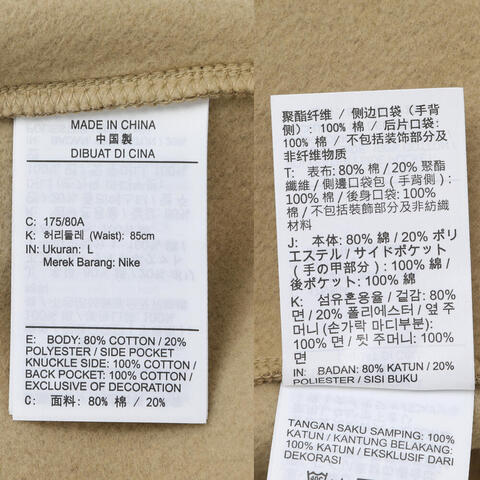 MADE IN CHINA
中国製
DIBUAT DI CINA
C: 175/80A
K: 허리둘레 (Waist): 85cm
IN: Ukuran: L
Merek Barang: Nike
E: BODY: 80% COTTON / 20%
POLYESTER / SIDE POCKET
KNUCKLE SIDE: 100% COTTON /
BACK POCKET: 100% COTTON /
EXCLUSIVE OF DECORATION
C: 面料: 80% 棉 / 20%
聚酯纤维 / 侧边口袋 (手背
侧): 100% 棉 / 后片口袋:
100% 棉 / 不包括装饰部分及
非纤维物质
T: 表布: 80% 棉 / 20% 聚酯
纖維 / 側邊口袋包 (手背側):
100% 棉 / 後身口袋: 100%
棉 / 不包括裝飾部分及非紡織
材料
J: 本体: 80% 綿 / 20% ポリ
エステル / サイドポケット
(手の甲部分): 100% 綿 /
後ポケット: 100% 綿
K: 섬유혼용율 / 겉감: 80%
면 / 20% 폴리에스터 / 옆 주
머니 (손가락 마디부분):
100% 면 / 뒷 주머니: 100%
면
IN: BADAN: 80% KATUN / 20%
POLIESTER / SISI BUKU
TANGAN SAKU SAMPING: 100%
KATUN / KANTUNG BELAKANG:
100% KATUN / EKSKLUSIF DARI
DEKORASI